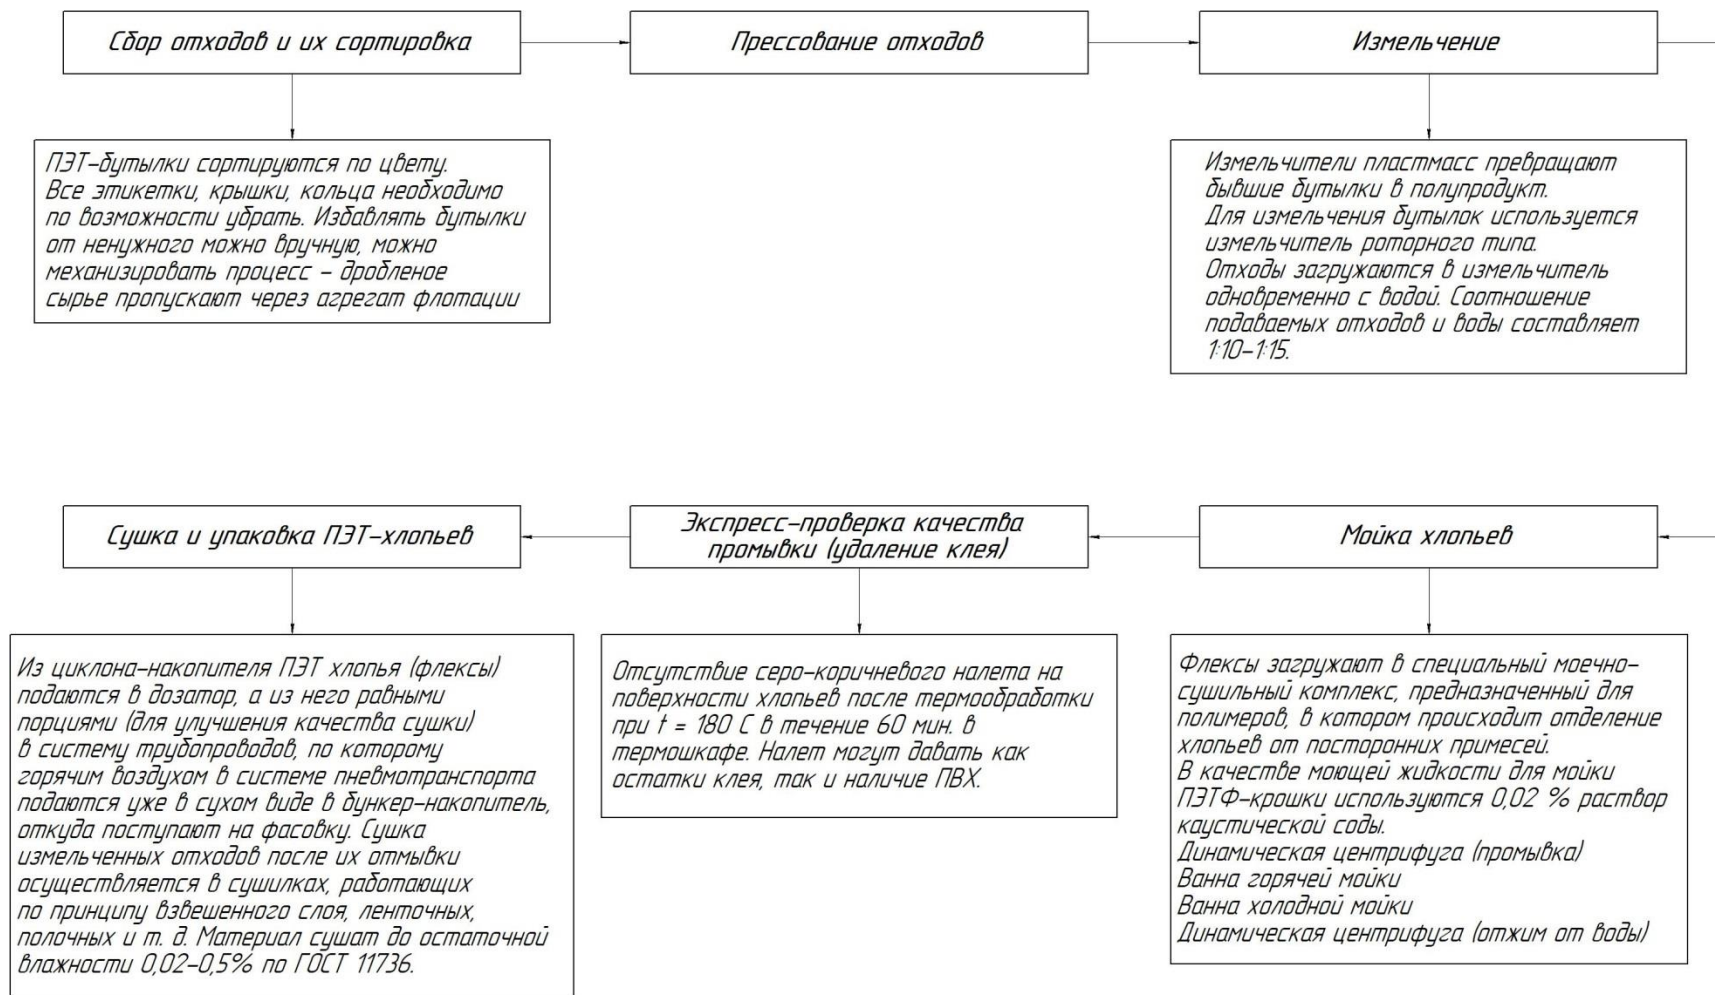 Сбор отходов и их сортировка
Прессование отходов
Измельчение
ПЭТ-бутылки сортируются по цвету.
Все этикетки, крышки, кольца необходимо
по возможности убрать. Избавлять бутылки
от ненужного можно вручную, можно
механизировать процесс - дробленое
сырье пропускают через агрегат флотации
Измельчители пластмасс превращают
бывшие бутылки в полупродукт.
Для измельчения бутылок используется
измельчитель роторного типа.
Отходы загружаются в измельчитель
одновременно с водой. Соотношение
подаваемых отходов и воды составляет
1:10-1:15.
Сушка и упаковка ПЭТ-хлопьев
Экспресс-проверка качества
промывки (удаление клея)
Мойка хлопьев
Из циклона-накопителя ПЭТ хлопья (флексы)
подаются в дозатор, а из него равными
порциями (для улучшения качества сушки)
в систему трубопроводов, по которому
горячим воздухом в системе пневмотранспорта
подаются уже в сухом виде в бункер-накопитель,
откуда поступают на фасовку. Сушка
измельченных отходов после их отмывки
осуществляется в сушилках, работающих
по принципу взвешенного слоя, ленточных,
полочных и т. д. Материал сушат до остаточной
влажности 0,02-0,5% по ГОСТ 11736.
Отсутствие серо-коричневого налета на
поверхности хлопьев после термообработки
при t = 180 С в течение 60 мин. в
термошкафе. Налет могут давать как
остатки клея, так и наличие ПВХ.
Флексы загружают в специальный моечно-
сушильный комплекс, предназначенный для
полимеров, в котором происходит отделение
хлопьев от посторонних примесей.
В качестве моющей жидкости для мойки
ПЭТФ-крошки используются 0,02 % раствор
каустической соды.
Динамическая центрифуга (промывка)
Ванна горячей мойки
Ванна холодной мойки
Динамическая центрифуга (отжим от воды)